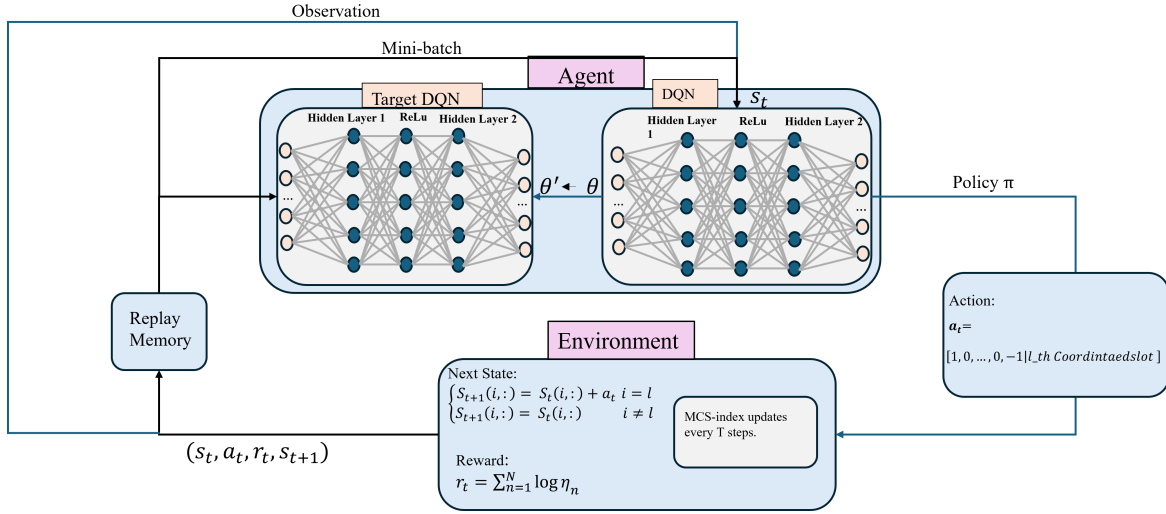 Observation
Mini-batch
Agent
Target DQN
DQN
s_t
Hidden Layer 1 ReLu Hidden Layer 2
Hidden Layer
1
ReLu Hidden Layer 2
...
...
...
...
θ′ ← θ
Policy π
Replay
Memory
Action:
a_t=
[1, 0, ..., 0, −1|l_th Coordintaedslot ]
Environment
Next State:
{S_{t+1}(i,:) = S_t(i,:) + a_t i = l
{S_{t+1}(i,:) = S_t(i,:) i ≠ l
MCS-index updates
every T steps.
(s_t, a_t, r_t, s_{t+1})
Reward:
r_t = ∑_{n=1}^{N} log η_n